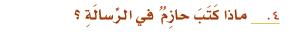 ٤. ماذا كَتَبَ حازِمٌ في الرَّسالَةِ ؟